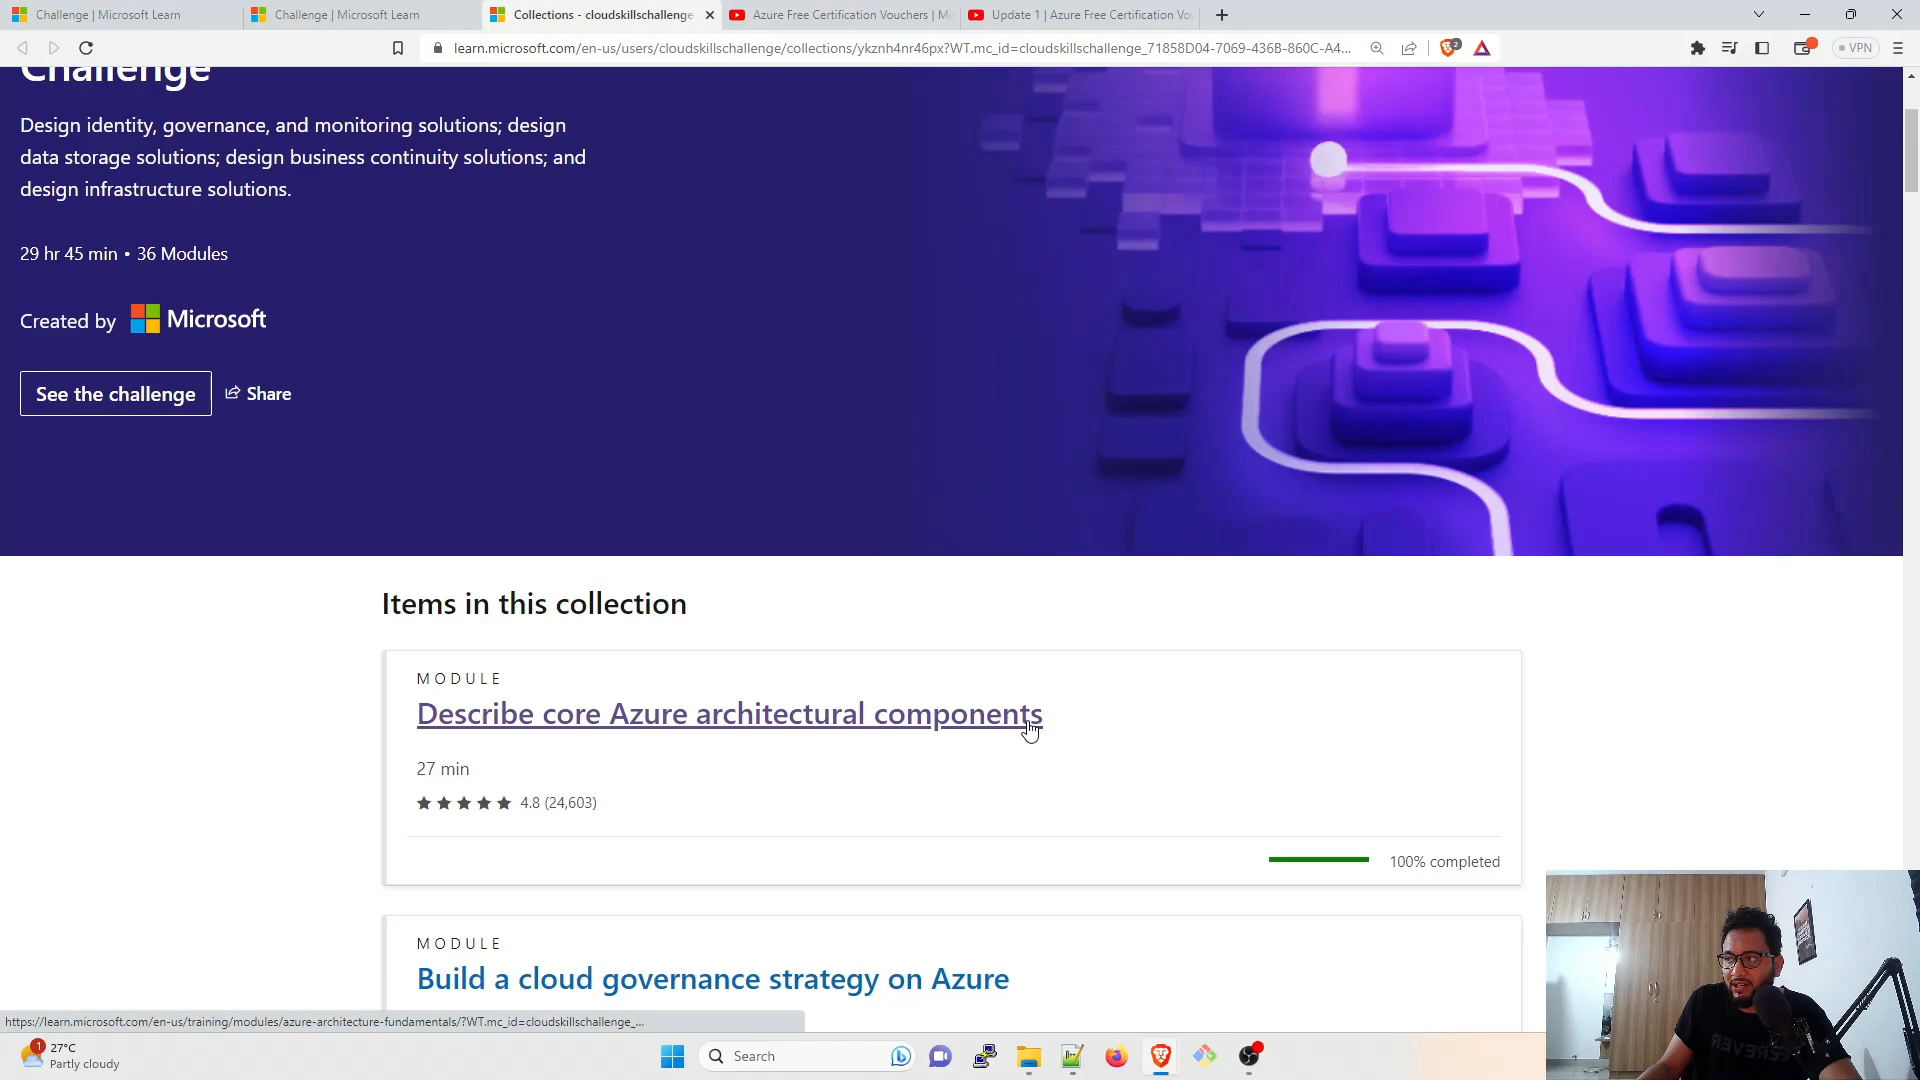 Challenge | Microsoft Learn
Challenge | Microsoft Learn
Collections - cloudskillschallenge
Azure Free Certification Vouchers | Mi
Update 1 | Azure Free Certification Vou
learn.microsoft.com/en-us/users/cloudskillschallenge/collections/ykznh4nr46px?WT.mc_id=cloudskillschallenge_71858D04-7069-436B-860C-A4...
2
VPN
Challenge
Design identity, governance, and monitoring solutions; design
data storage solutions; design business continuity solutions; and
design infrastructure solutions.
29 hr 45 min • 36 Modules
Created by Microsoft
See the challenge
Share
Items in this collection
MODULE
Describe core Azure architectural components
27 min
4.8 (24,603)
100% completed
MODULE
Build a cloud governance strategy on Azure
https://learn.microsoft.com/en-us/training/modules/azure-architecture-fundamentals/?WT.mc_id=cloudskillschallenge_...
1
27°C
Partly cloudy
Search